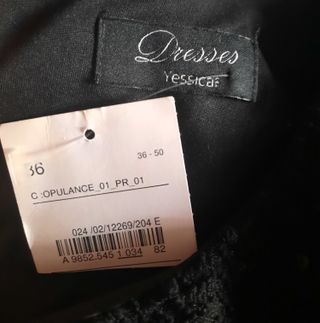 Dresses
Yessica
36
36 - 50
C :OPULANCE_01_PR_01
024 /02/12269/204 E
A 9852.545 1 034 82